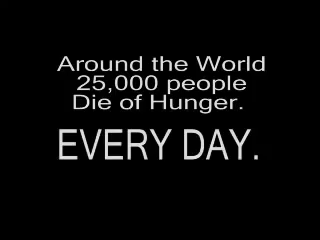 Around the World
25,000 people
Die of Hunger.
EVERY DAY.